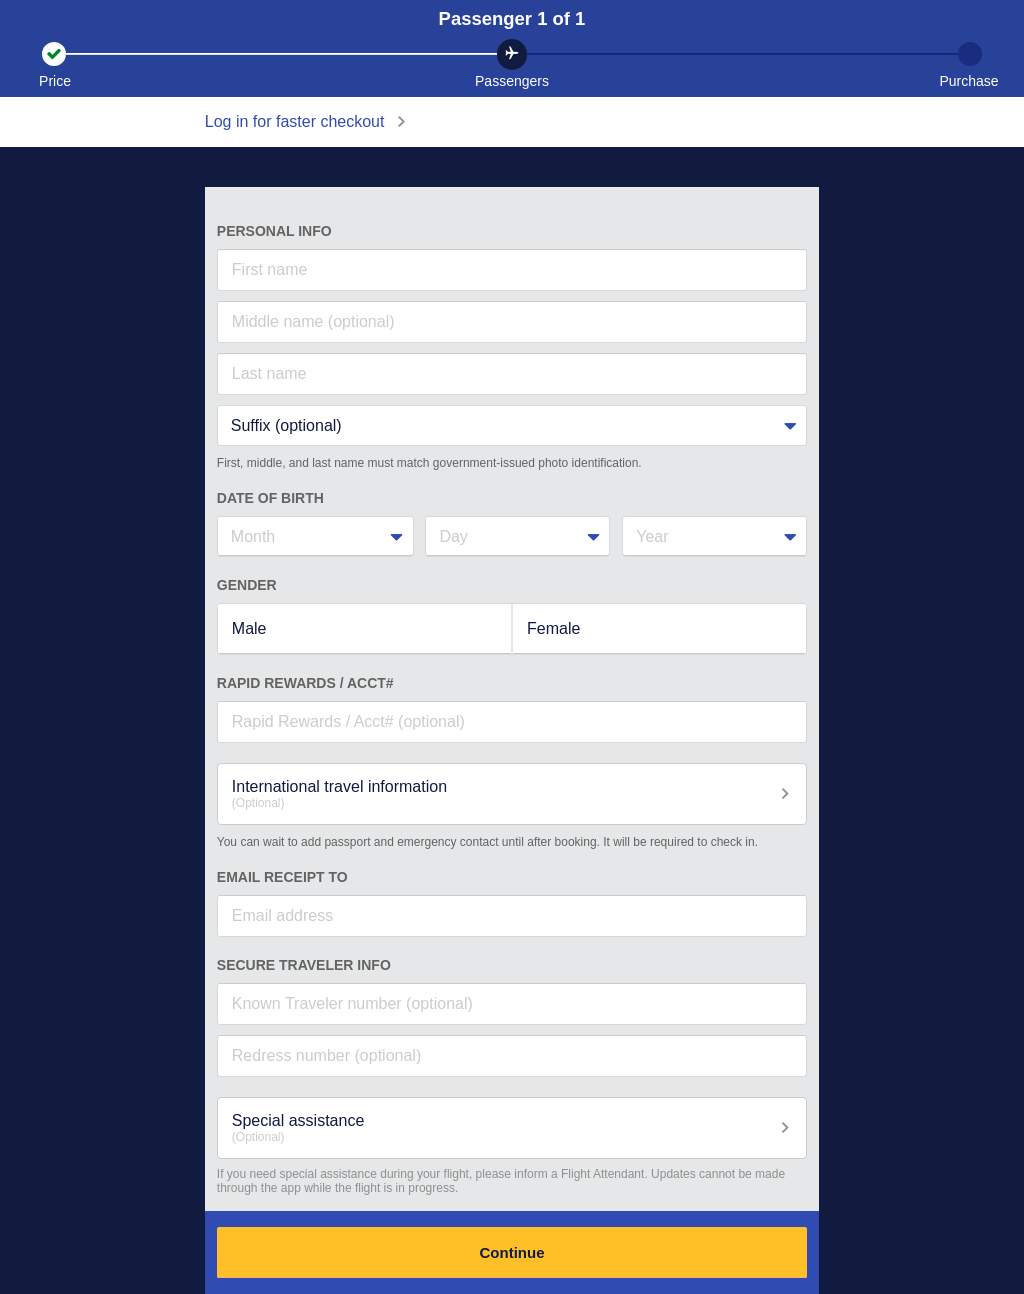 Passenger 1 of 1
Price
Passengers
Purchase
Log in for faster checkout
PERSONAL INFO
First name
Middle name (optional)
Last name
Suffix (optional)
First, middle, and last name must match government-issued photo identification.
DATE OF BIRTH
Month
Day
Year
GENDER
Male
Female
RAPID REWARDS / ACCT#
Rapid Rewards / Acct# (optional)
International travel information
(Optional)
You can wait to add passport and emergency contact until after booking. It will be required to check in.
EMAIL RECEIPT TO
Email address
SECURE TRAVELER INFO
Known Traveler number (optional)
Redress number (optional)
Special assistance
(Optional)
If you need special assistance during your flight, please inform a Flight Attendant. Updates cannot be made
through the app while the flight is in progress.
Continue